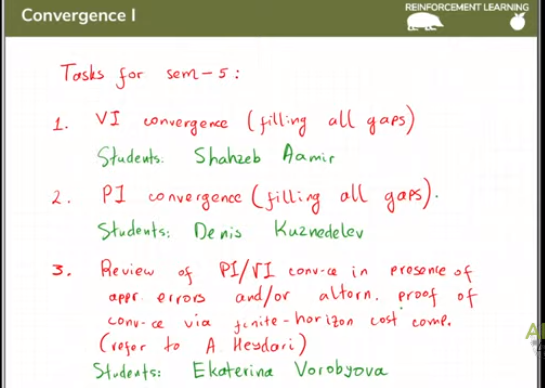 Convergence I
REINFORCEMENT LEARNING
Tasks for sem-5:
1. VI convergence (filling all gaps)
Students: Shahzeb Aamir
2. PI convergence (filling all gaps).
Students: Denis Kuznedelev
3. Review of PI/VI conv-ce in presence of
appr. errors and/or altern. proof of
conv-ce via finite-horizon cost comp.
(refer to A Heydari)
Students: Ekaterina Vorobyova